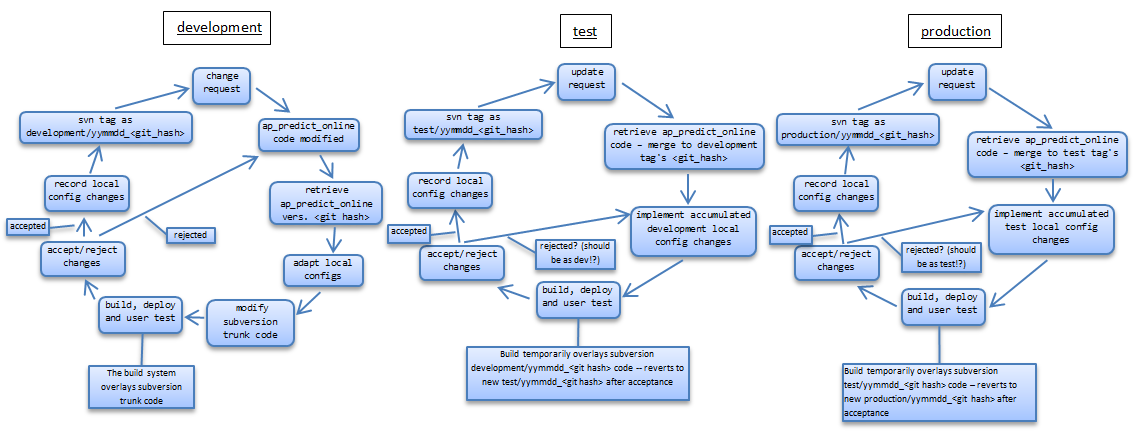 development
change
request
svn tag as
development/yymmdd_<git_hash>
ap_predict_online
code modified
record local
config changes
retrieve
ap_predict_online
vers. <git hash>
accepted
rejected
accept/reject
changes
adapt local
configs
build, deploy
and user test
modify
subversion
trunk code
The build system
overlays subversion
trunk code
test
update
request
svn tag as
test/yymmdd_<git_hash>
retrieve ap_predict_online
code – merge to development
tag's <git_hash>
record local
config changes
implement accumulated
development local
config changes
accepted
rejected? (should
be as dev!?)
accept/reject
changes
build, deploy
and user test
Build temporarily overlays subversion
development/yymmdd_<git hash> code – reverts to
new test/yymmdd_<git hash> after acceptance
production
update
request
svn tag as
production/yymmdd_<git_hash>
retrieve ap_predict_online
code – merge to test tag's
<git_hash>
record local
config changes
implement accumulated
test local config
changes
accepted
rejected? (should
be as test!?)
accept/reject
changes
build, deploy
and user test
Build temporarily overlays subversion
test/yymmdd_<git hash> code – reverts to
new production/yymmdd_<git hash> after
acceptance